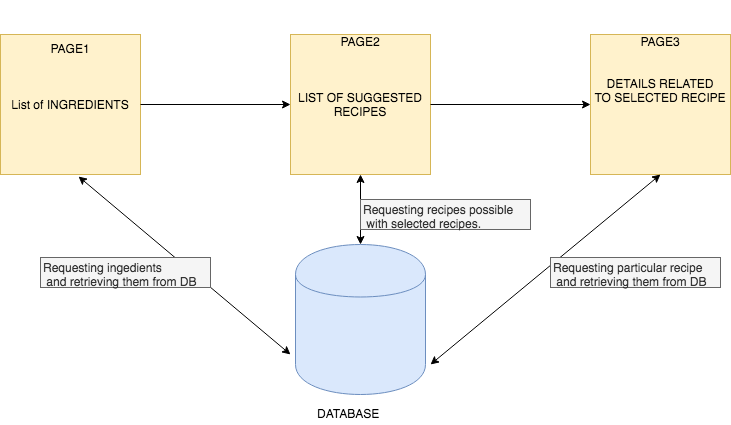 PAGE1
List of INGREDIENTS
PAGE2
LIST OF SUGGESTED
RECIPES
PAGE3
DETAILS RELATED
TO SELECTED RECIPE
Requesting recipes possible
with selected recipes.
Requesting ingedients
and retrieving them from DB
Requesting particular recipe
and retrieving them from DB
DATABASE